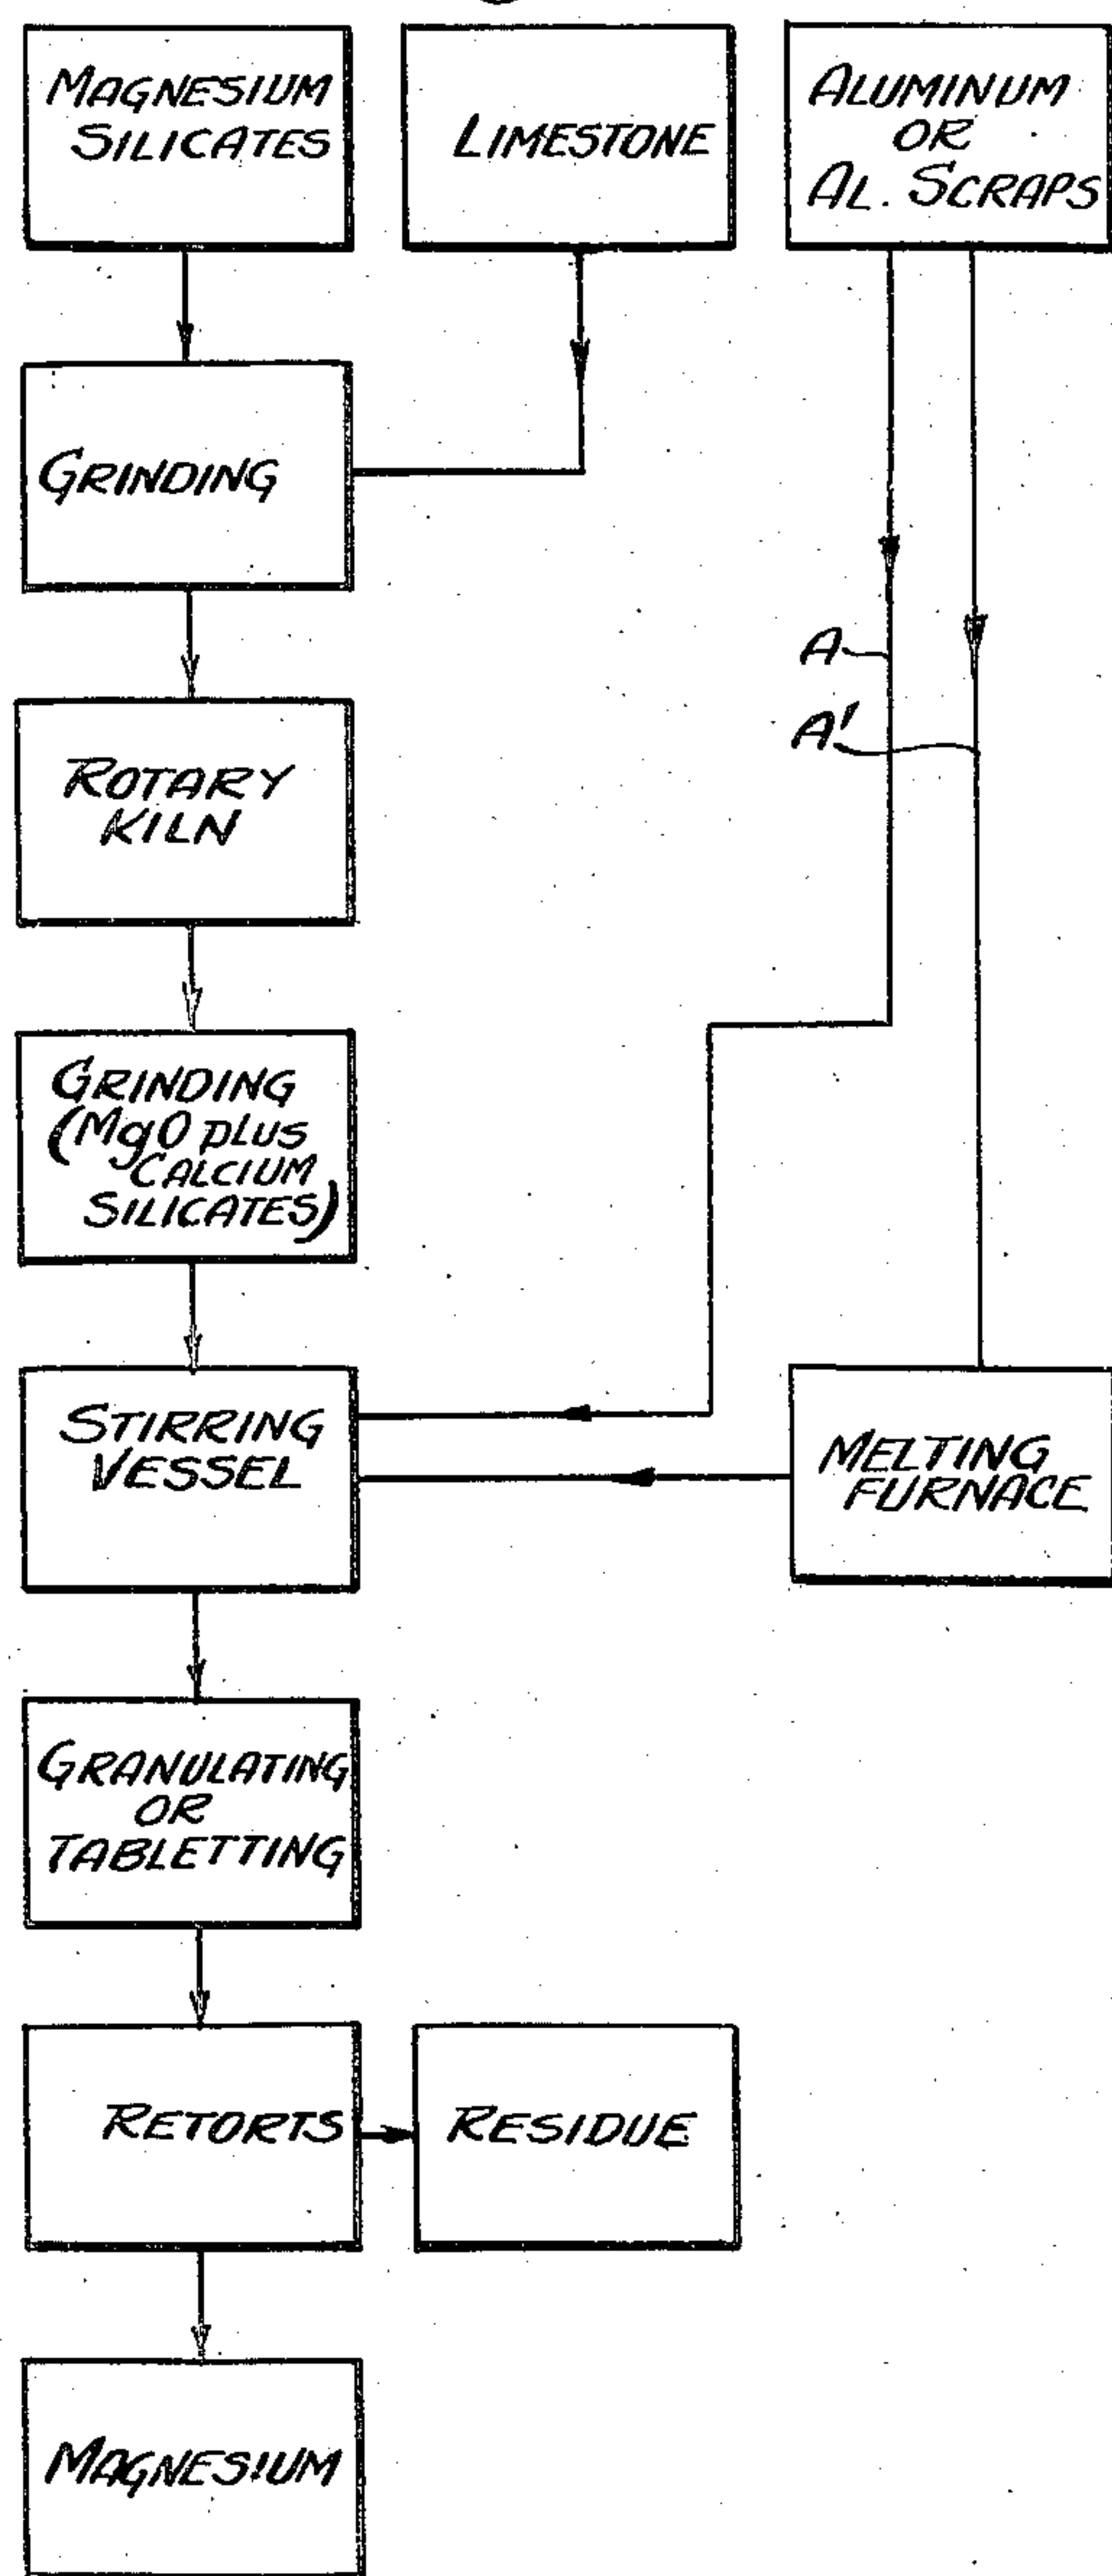 MAGNESIUM
SILICATES
LIMESTONE
ALUMINUM
OR
AL. SCRAPS
GRINDING
A
A'
ROTARY
KILN
GRINDING
(MgO PLUS
CALCIUM
SILICATES)
STIRRING
VESSEL
MELTING
FURNACE
GRANULATING
OR
TABLETTING
RETORTS
RESIDUE
MAGNESIUM